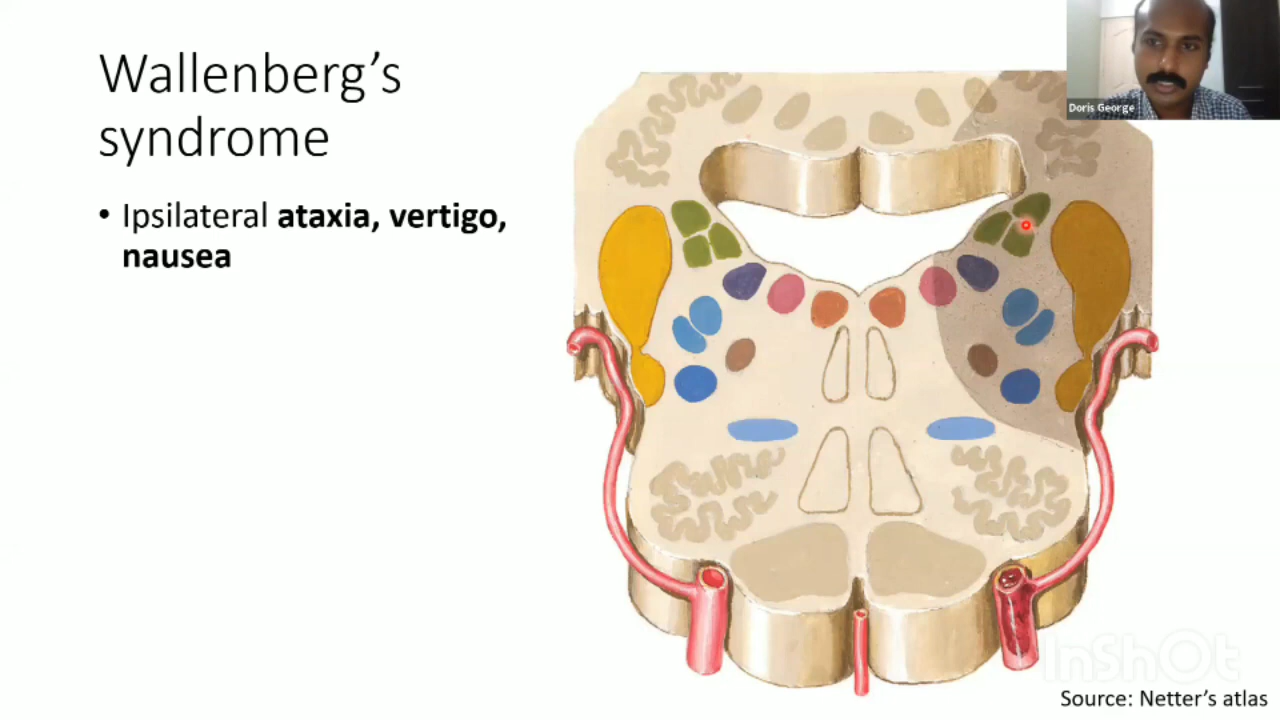 Wallenberg’s
syndrome
• Ipsilateral ataxia, vertigo,
nausea
Doris George
InShOt
Source: Netter’s atlas